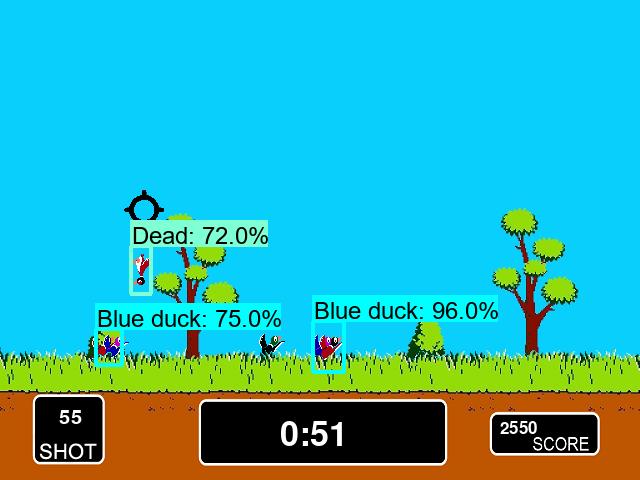 Dead: 72.0%
Blue duck: 75.0%
Blue duck: 96.0%
55
SHOT
0:51
2550
SCORE